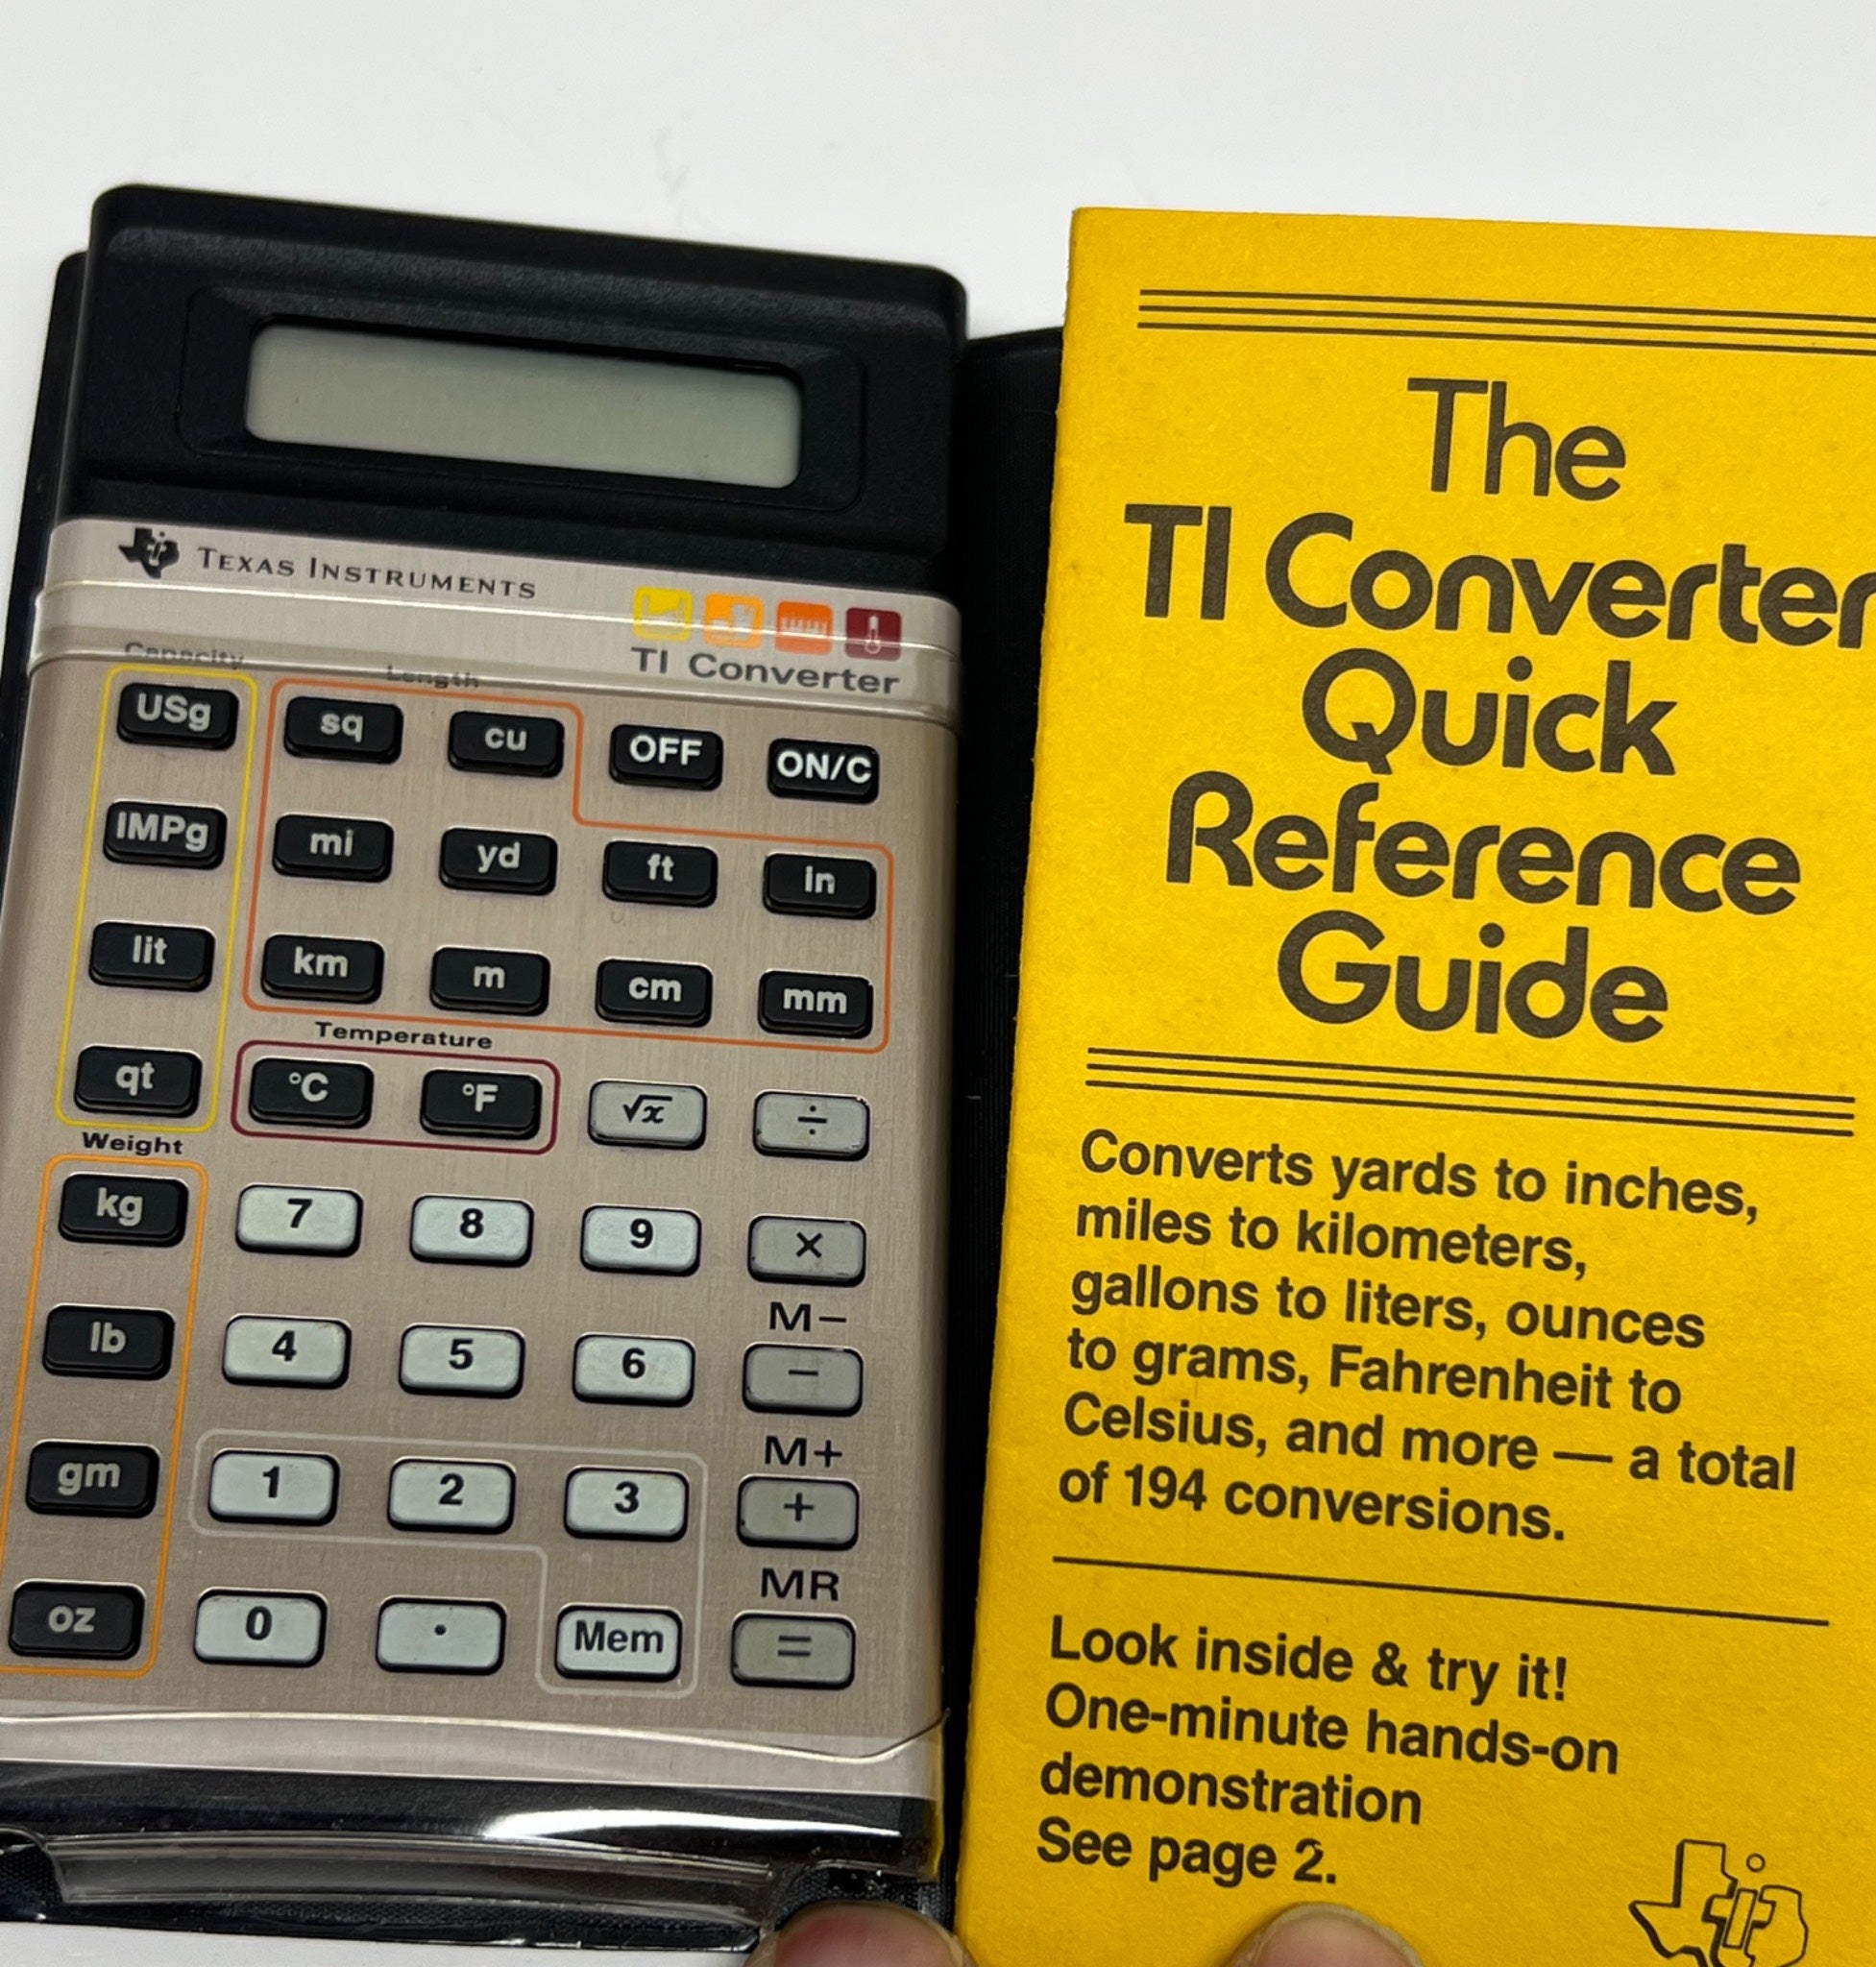 TEXAS INSTRUMENTS
TI Converter
Capacity
Length
USg sq cu OFF ON/C
IMPg mi yd ft in
lit km m cm mm
Temperature
qt °C °F √x ÷
Weight
kg 7 8 9 ×
M−
lb 4 5 6 −
M+
gm 1 2 3 +
MR
oz 0 . Mem =
The
TI Converter
Quick
Reference
Guide
Converts yards to inches,
miles to kilometers,
gallons to liters, ounces
to grams, Fahrenheit to
Celsius, and more — a total
of 194 conversions.
Look inside & try it!
One-minute hands-on
demonstration
See page 2.